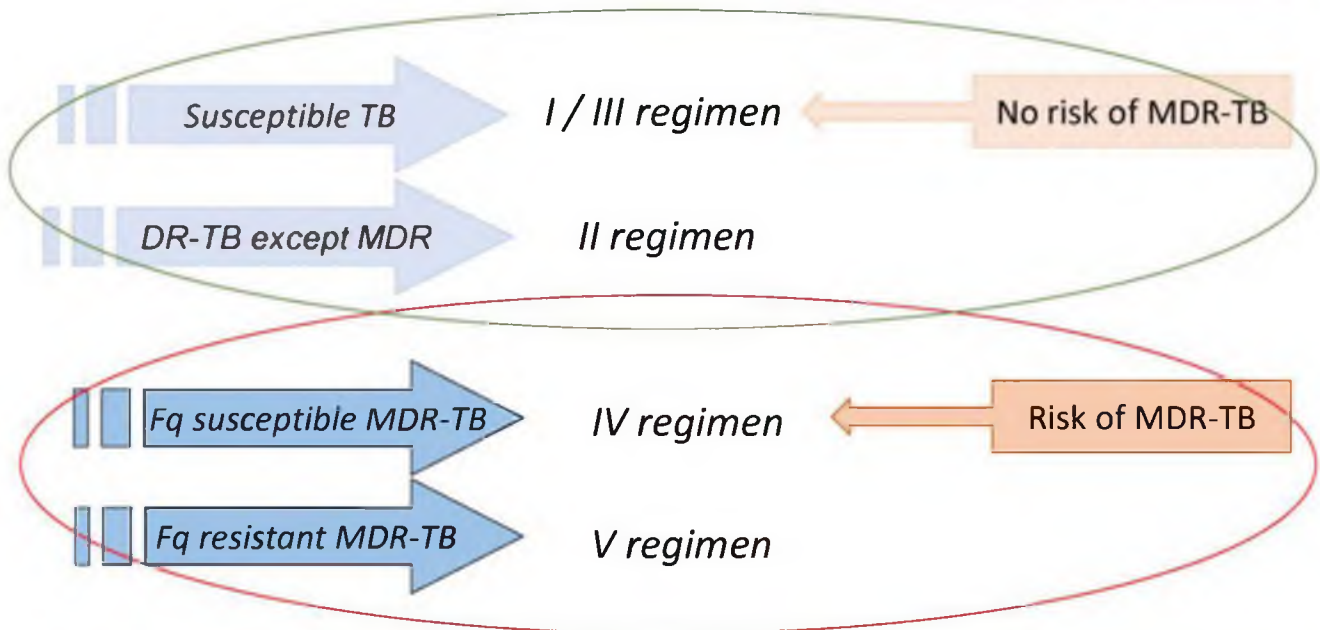 Susceptible TB
I / III regimen
No risk of MDR-TB
DR-TB except MDR
II regimen
Fq susceptible MDR-TB
IV regimen
Risk of MDR-TB
Fq resistant MDR-TB
V regimen